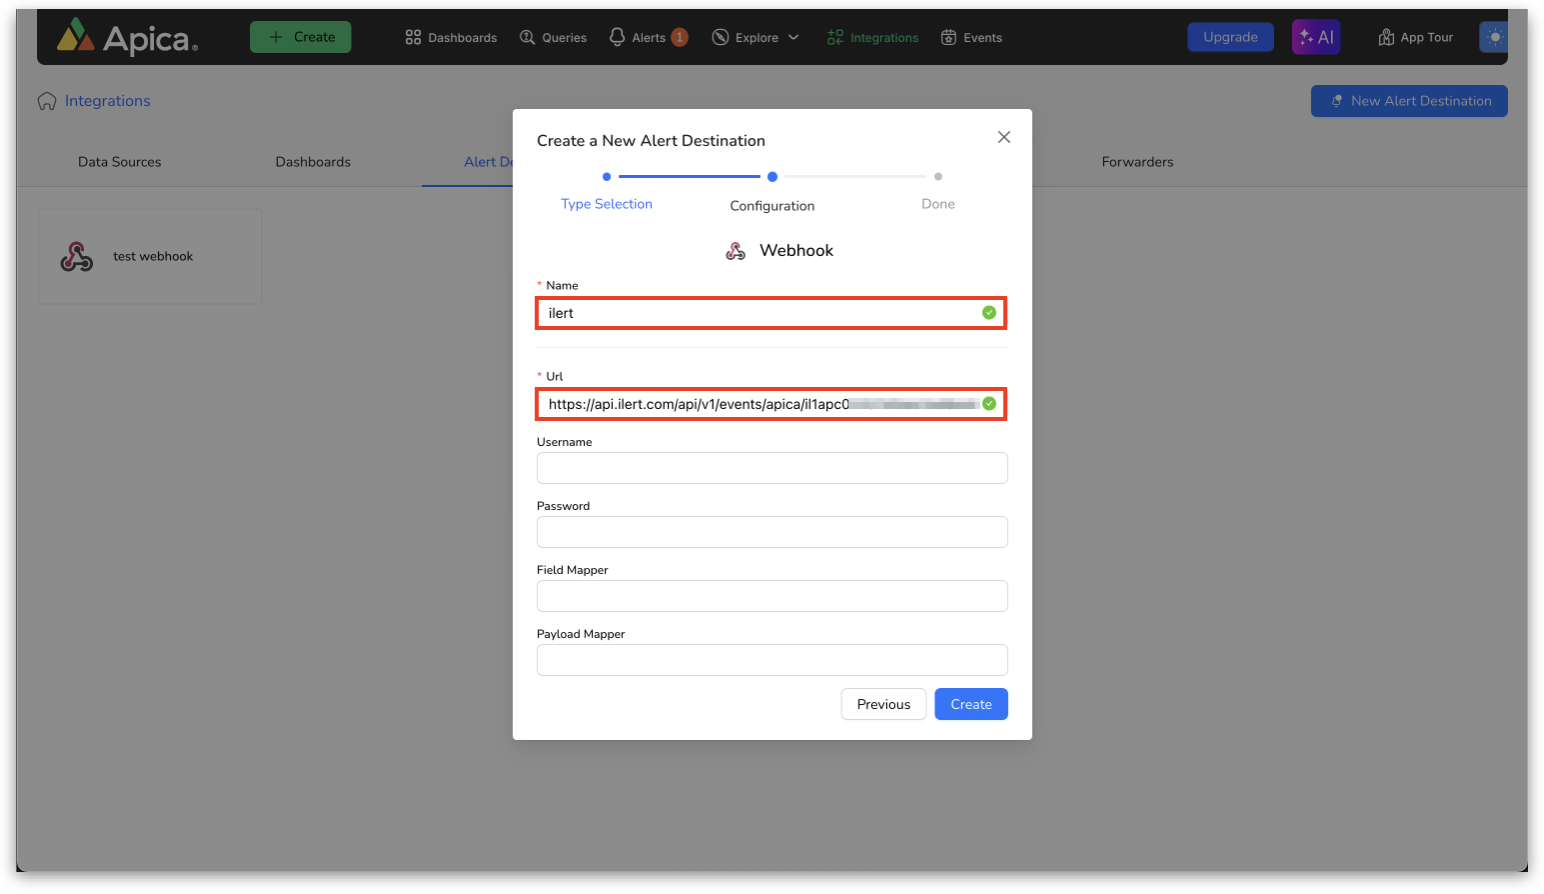 Apica® Create Dashboards Queries Alerts 1 Explore Integrations Events Upgrade AI App Tour
Integrations New Alert Destination
Data Sources Dashboards Alert De Forwarders
Create a New Alert Destination
Type Selection Configuration Done
test webhook
Webhook
* Name
ilert
* Url
https://api.ilert.com/api/v1/events/apica/il1apc0
Username
Password
Field Mapper
Payload Mapper
Previous Create